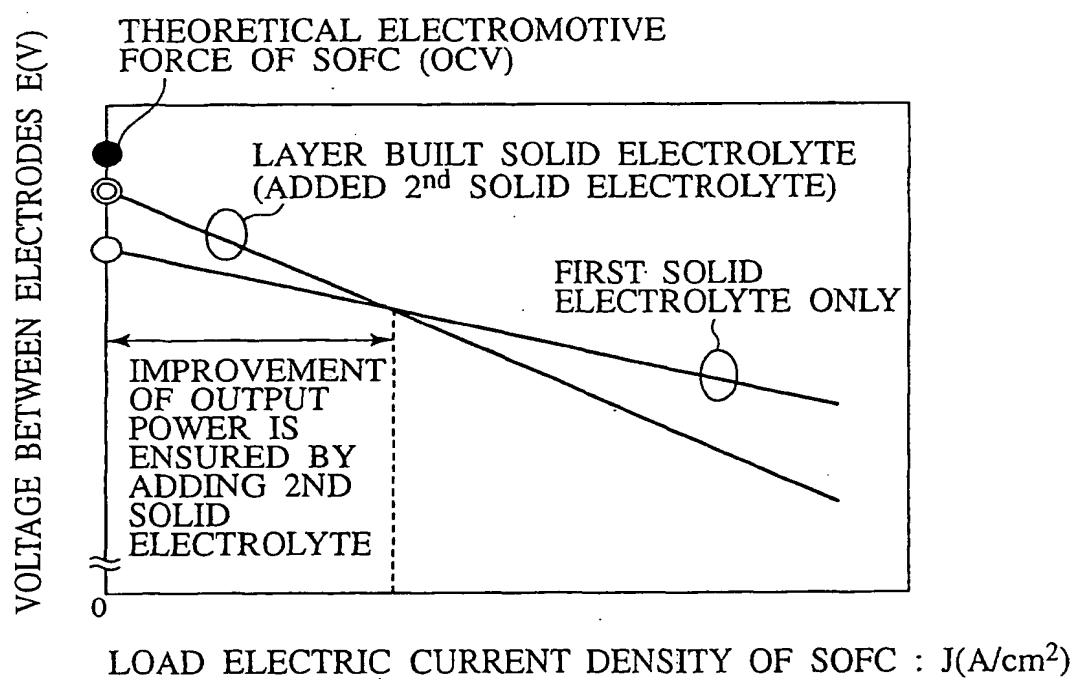 THEORETICAL ELECTROMOTIVE
FORCE OF SOFC (OCV)
VOLTAGE BETWEEN ELECTRODES E(V)
LAYER BUILT SOLID ELECTROLYTE
(ADDED 2nd SOLID ELECTROLYTE)
FIRST SOLID
ELECTROLYTE ONLY
IMPROVEMENT
OF OUTPUT
POWER IS
ENSURED BY
ADDING 2ND
SOLID
ELECTROLYTE
0
LOAD ELECTRIC CURRENT DENSITY OF SOFC : J(A/cm²)